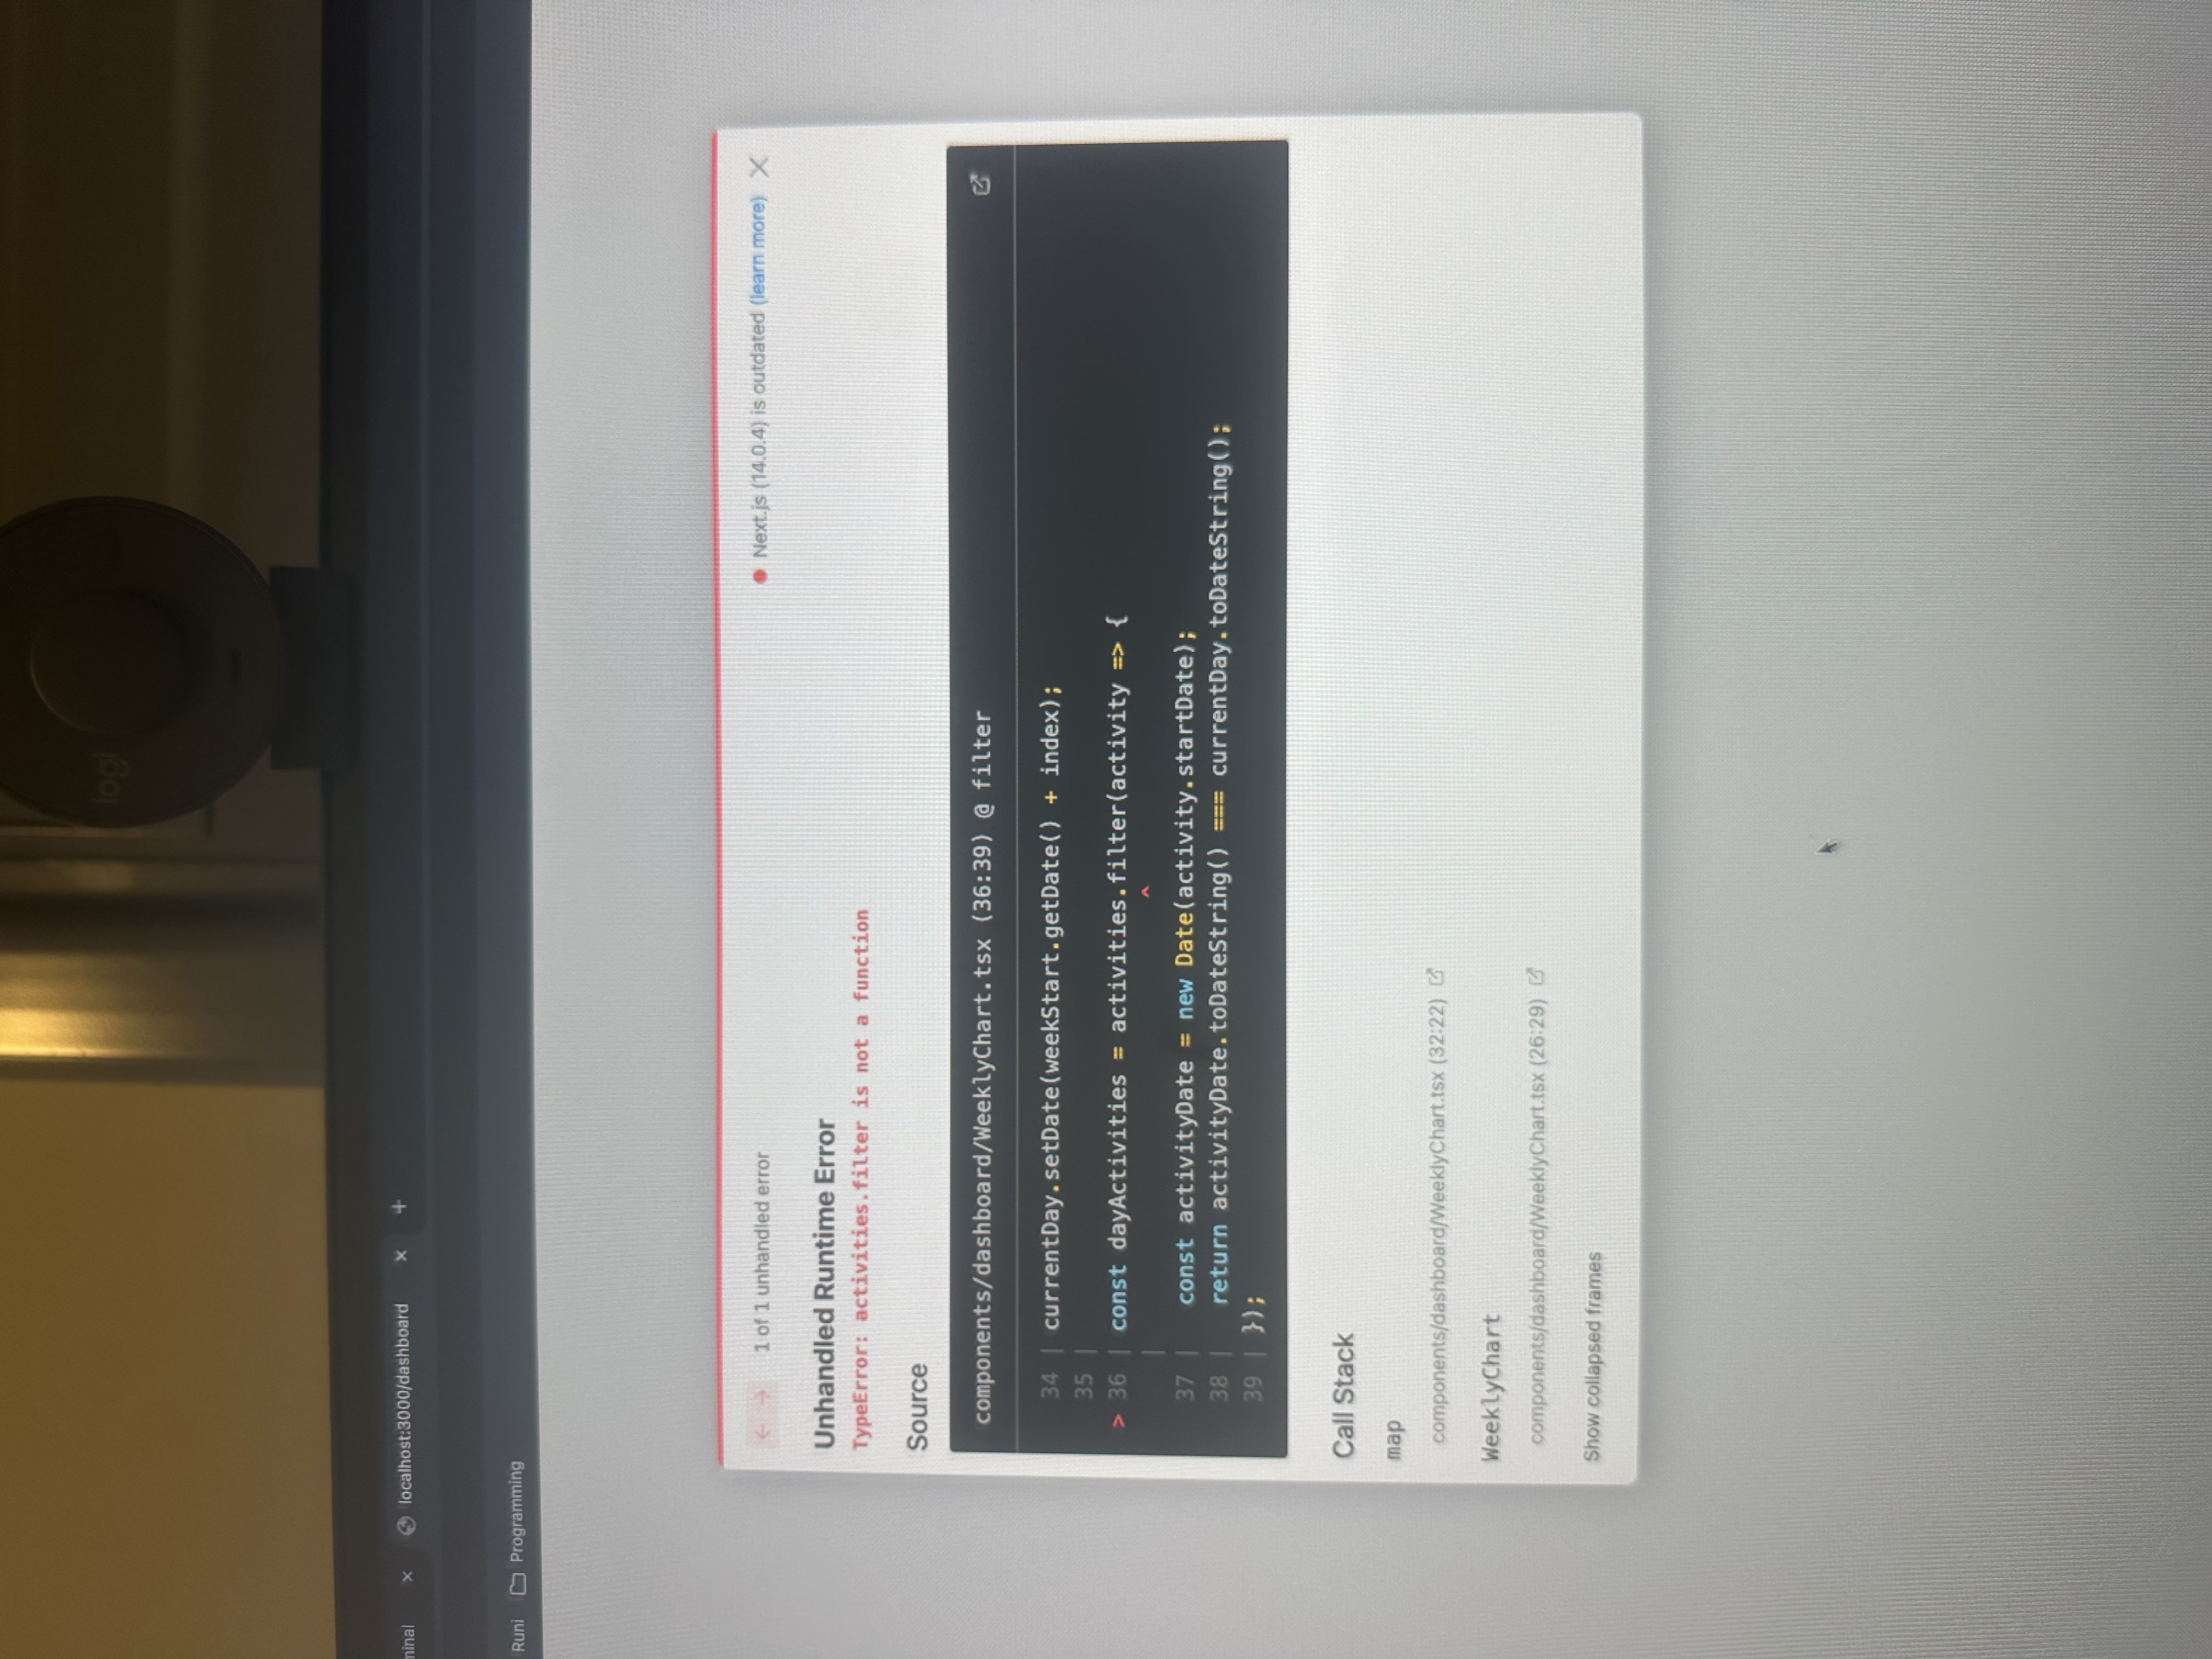 logi
localhost:3000/dashboard
Runi Programming
1 of 1 unhandled error
Next.js (14.0.4) is outdated (learn more)
Unhandled Runtime Error
TypeError: activities.filter is not a function
Source
components/dashboard/WeeklyChart.tsx (36:39) @ filter
34 | currentDay.setDate(weekStart.getDate() + index);
35 |
> 36 | const dayActivities = activities.filter(activity => {
| ^
37 | const activityDate = new Date(activity.startDate);
38 | return activityDate.toDateString() === currentDay.toDateString();
39 | });
Call Stack
map
components/dashboard/WeeklyChart.tsx (32:22)
WeeklyChart
components/dashboard/WeeklyChart.tsx (26:29)
Show collapsed frames